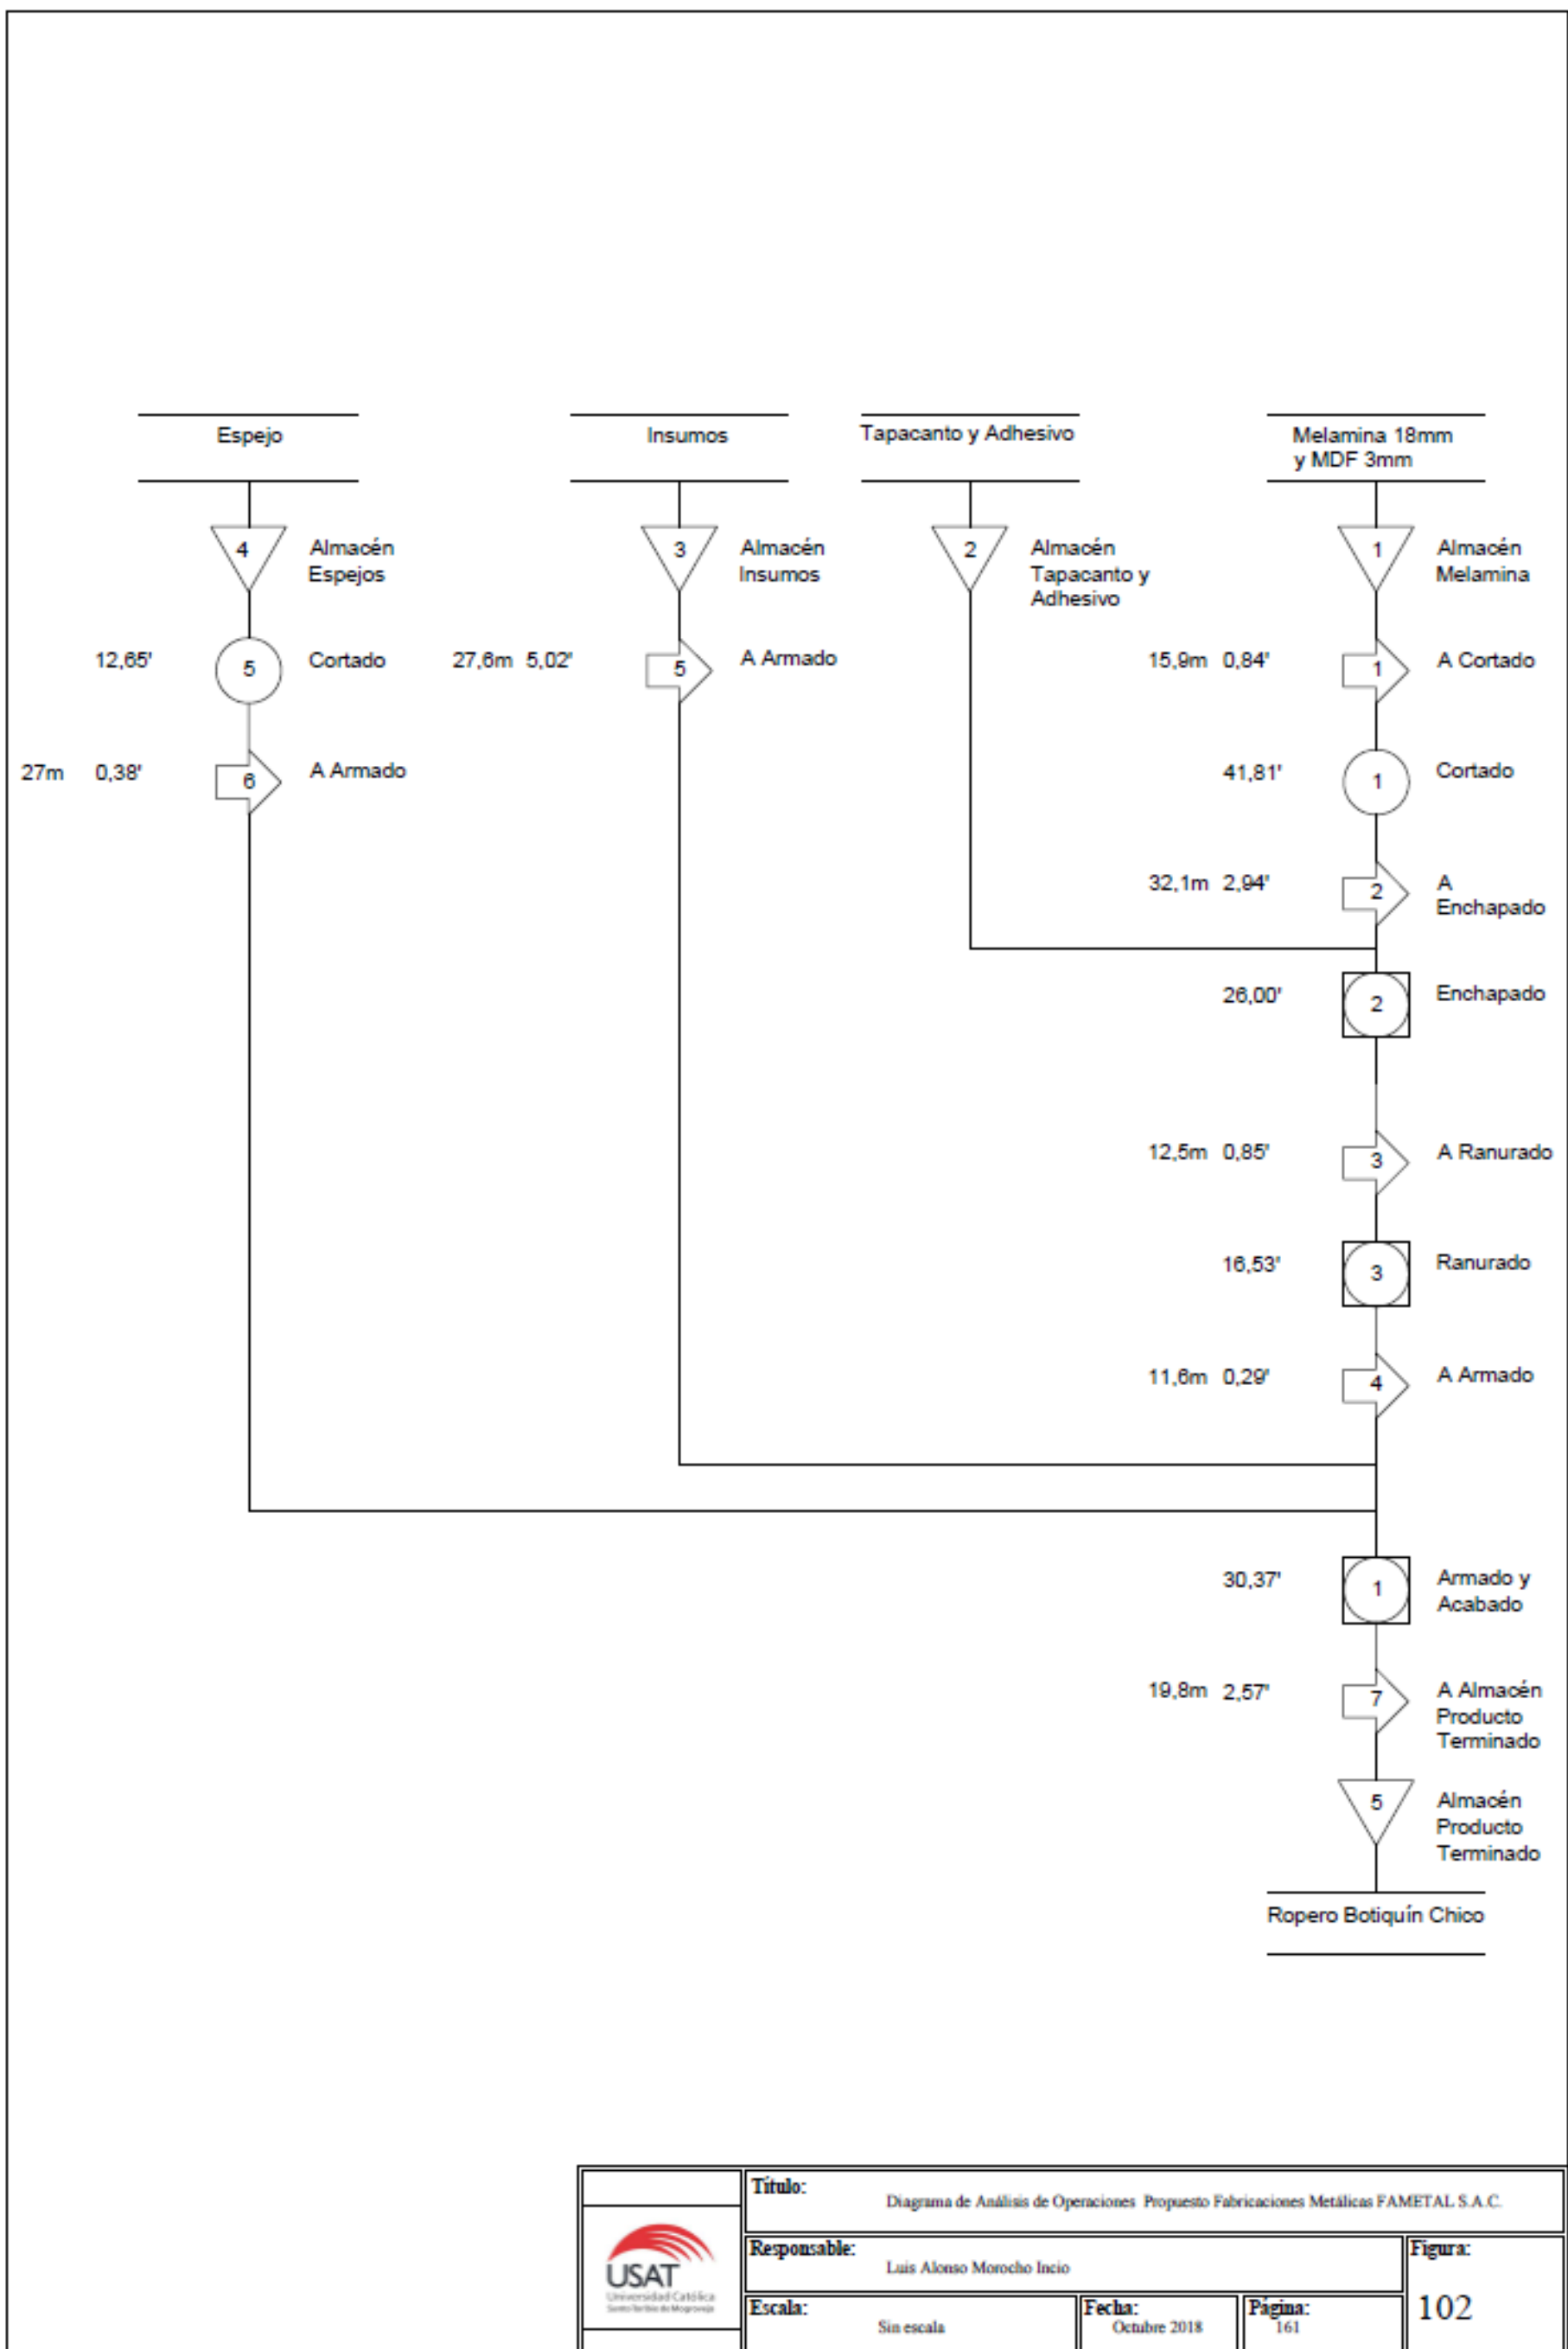 Espejo
Insumos
Tapacanto y Adhesivo
Melamina 18mm
y MDF 3mm
4
Almacén
Espejos
3
Almacén
Insumos
2
Almacén
Tapacanto y
Adhesivo
1
Almacén
Melamina
12,65'
5
Cortado
27,6m 5,02'
5
A Armado
15,9m 0,84'
1
A Cortado
27m 0,38'
6
A Armado
41,81'
1
Cortado
32,1m 2,94'
2
A
Enchapado
26,00'
2
Enchapado
12,5m 0,85'
3
A Ranurado
16,53'
3
Ranurado
11,6m 0,29'
4
A Armado
30,37'
1
Armado y
Acabado
19,8m 2,57'
7
A Almacén
Producto
Terminado
5
Almacén
Producto
Terminado
Ropero Botiquín Chico
USAT
Universidad Católica
Santo Toribio de Mogrovejo
Título:
Diagrama de Análisis de Operaciones Propuesto Fabricaciones Metálicas FAMETAL S.A.C.
Responsable:
Luis Alonso Morocho Incio
Figura:
102
Escala:
Sin escala
Fecha:
Octubre 2018
Página:
161